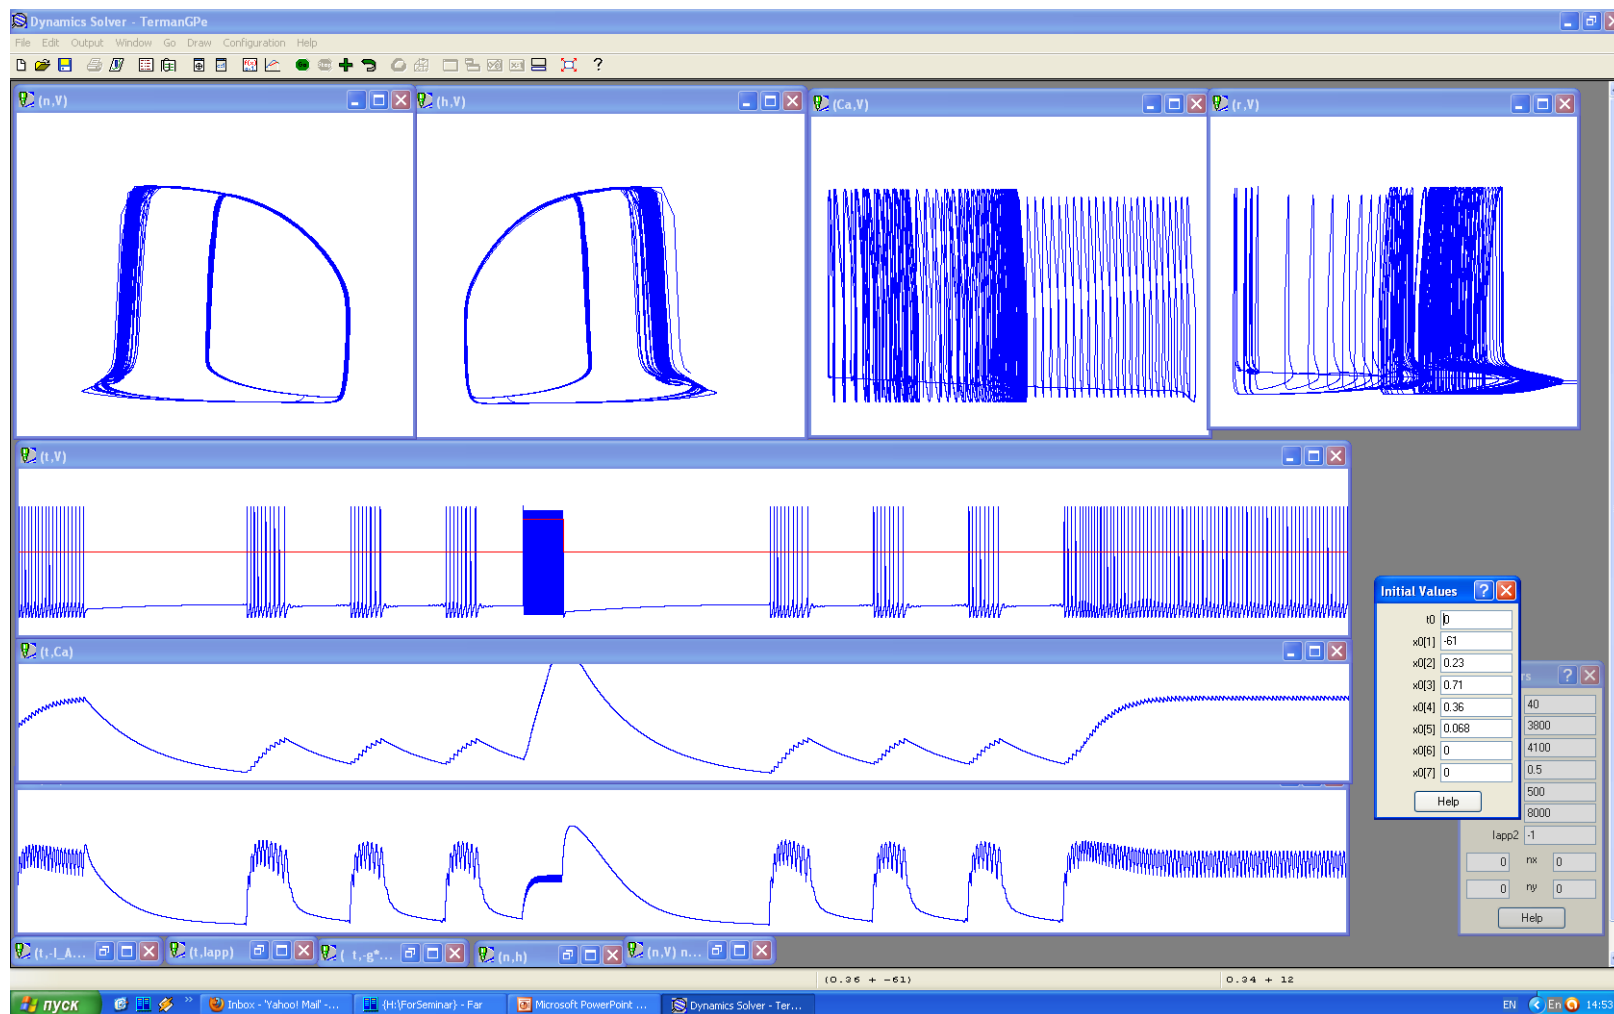 Dynamics Solver - TermanGPe
File Edit Output Window Go Draw Configuration Help
(n,V)
(h,V)
(Ca,V)
(r,V)
(t,V)
(t,Ca)
Initial Values
t0 0
x0[1] -61
x0[2] 0.23
x0[3] 0.71
x0[4] 0.36
x0[5] 0.068
x0[6] 0
x0[7] 0
Help
rs
40
3800
4100
0.5
500
8000
Iapp2 -1
0 nx 0
0 ny 0
Help
(t,-I_A...
(t,Iapp)
( t,-g*...
(n,h)
(n,V) n...
(0.36 + -61)
0.34 + 12
пуск
Inbox - 'Yahoo! Mail' -...
{H:\ForSeminar} - Far
Microsoft PowerPoint ...
Dynamics Solver - Ter...
EN
En
14:53